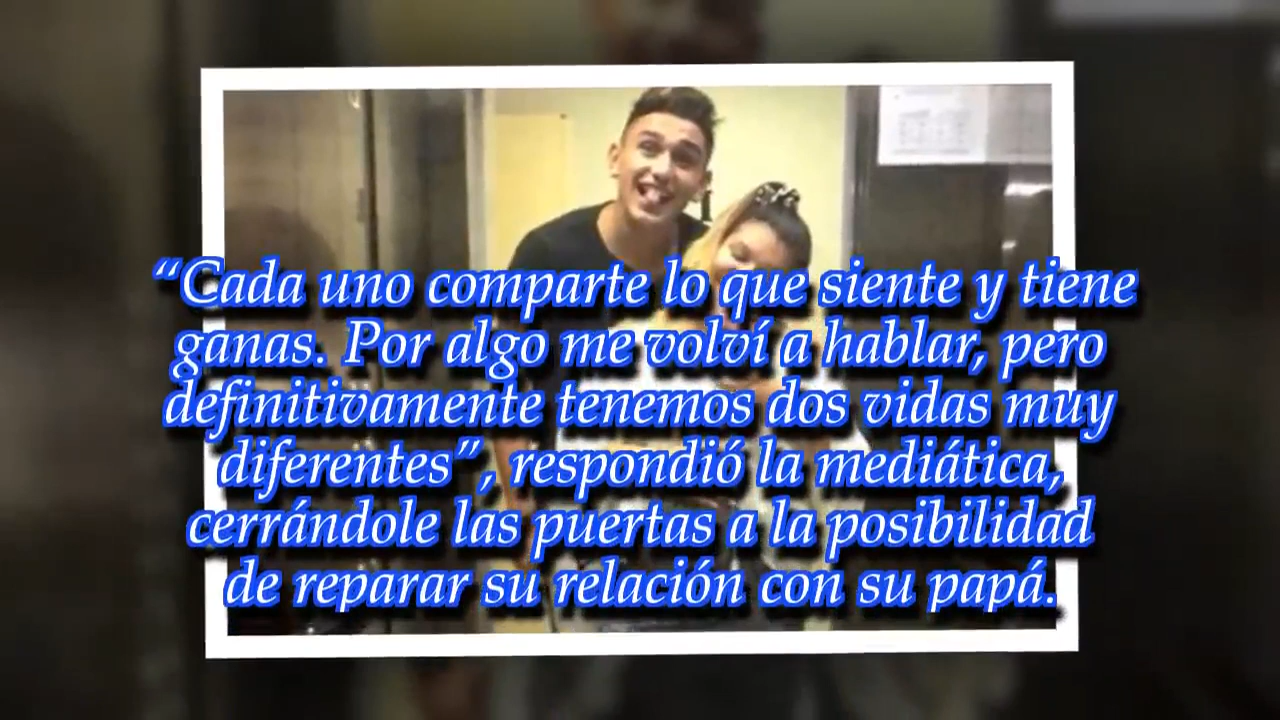 “Cada uno comparte lo que siente y tiene
ganas. Por algo me volví a hablar, pero
definitivamente tenemos dos vidas muy
diferentes”, respondió la mediática,
cerrándole las puertas a la posibilidad
de reparar su relación con su papá.